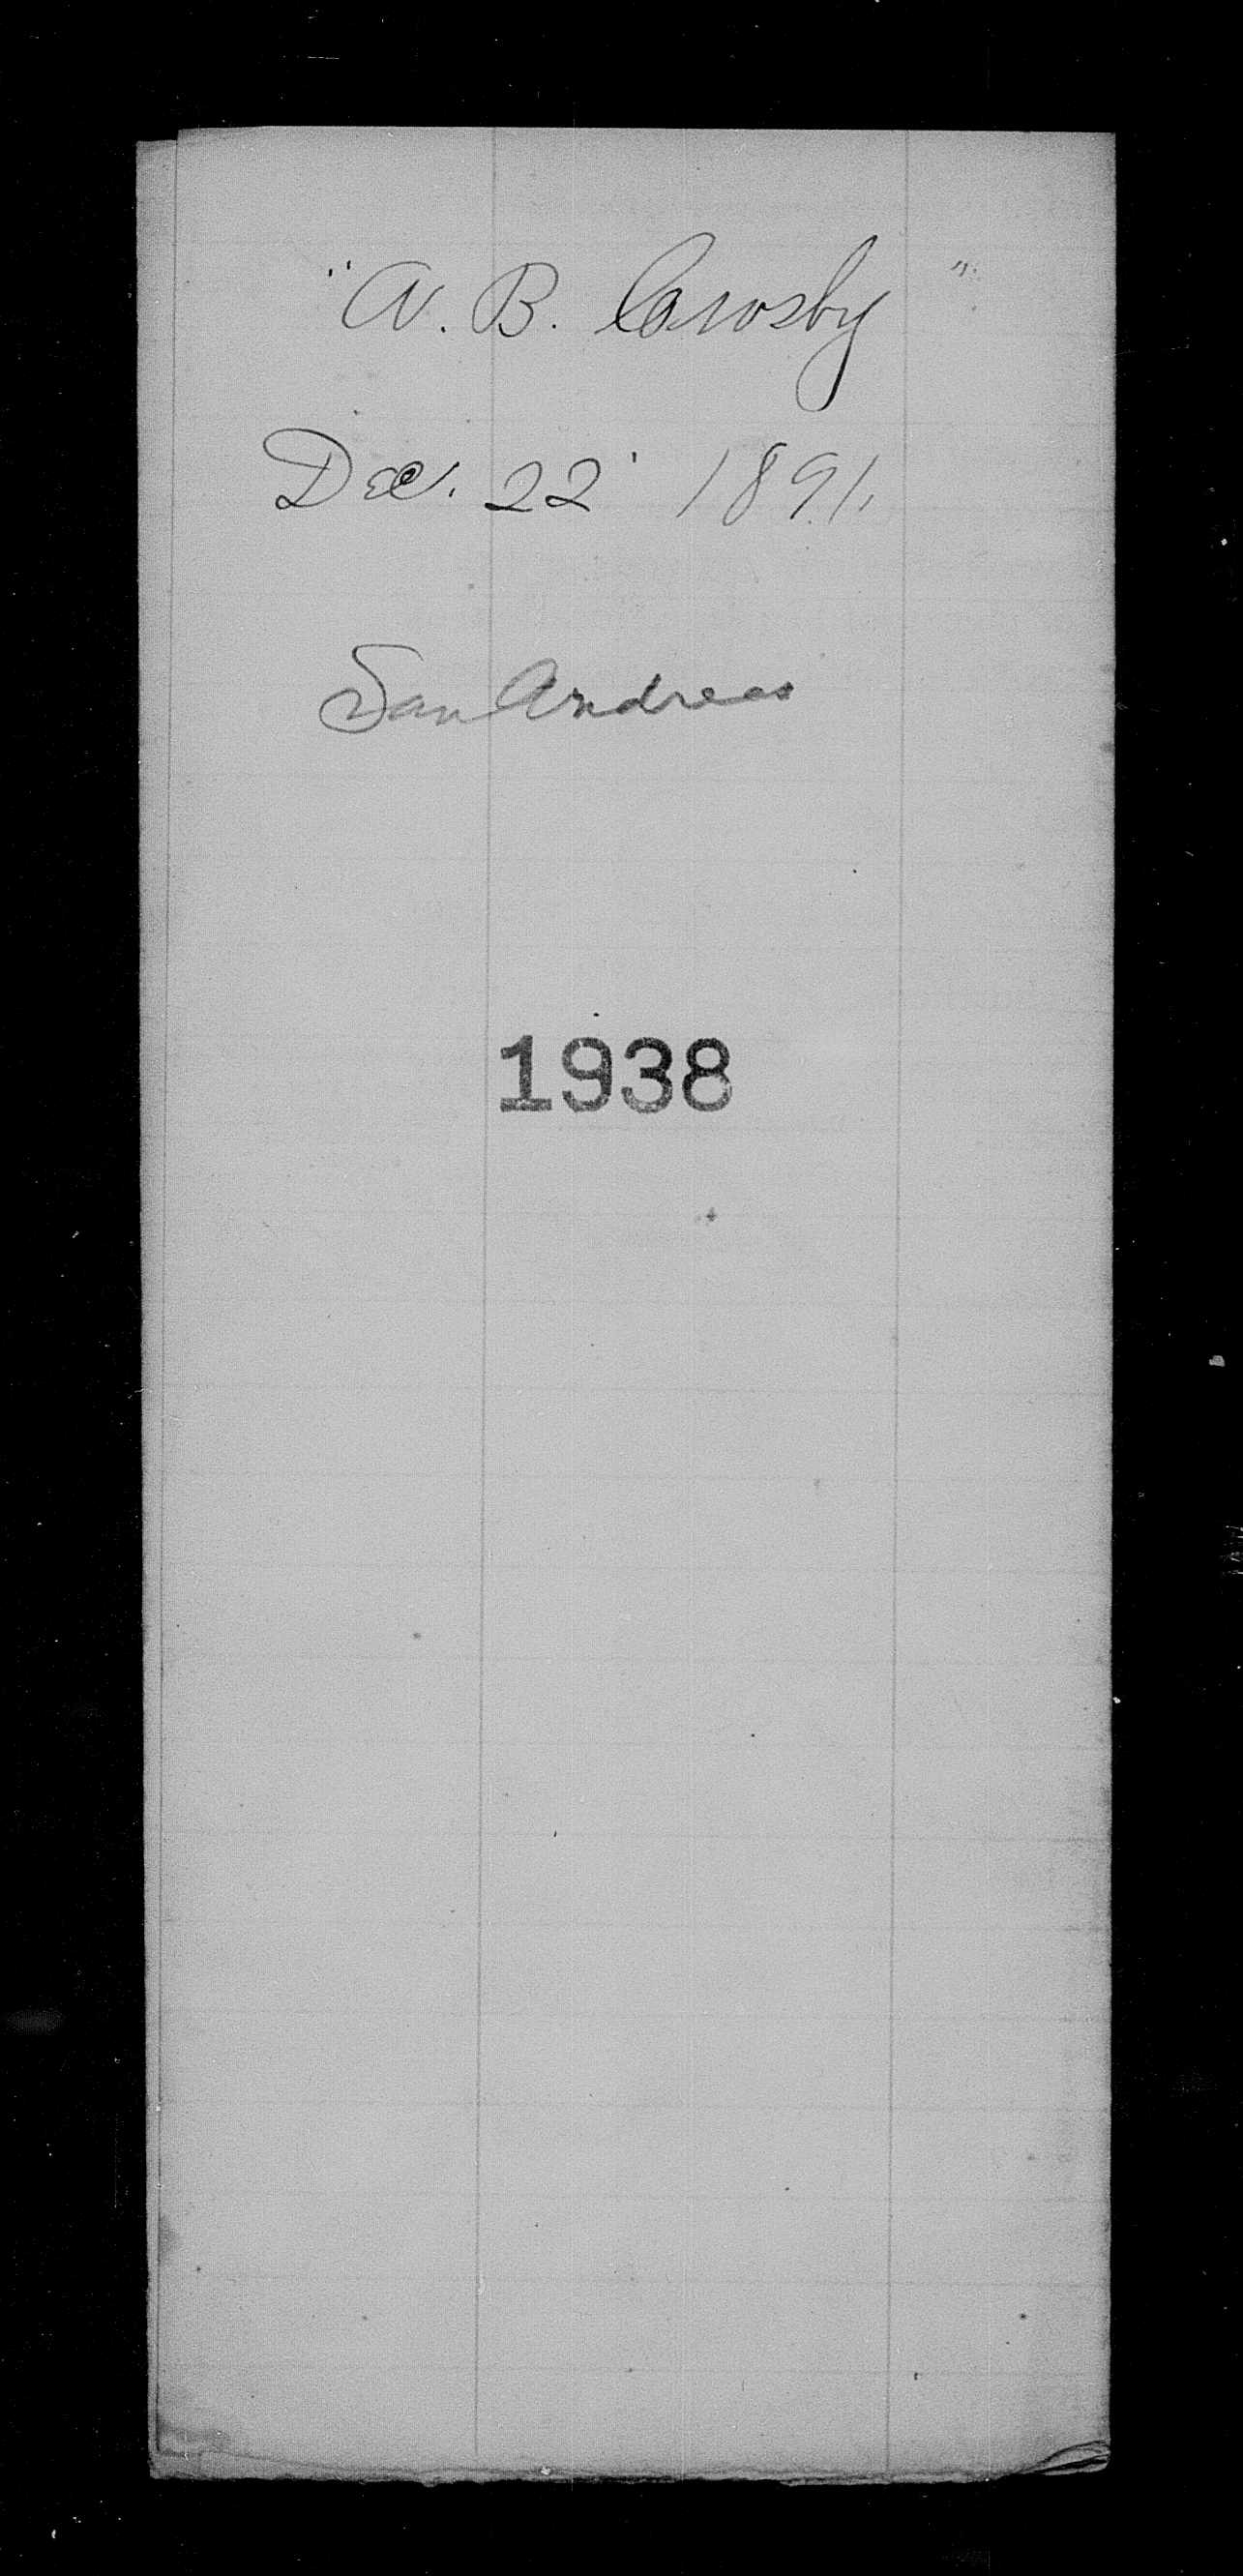 "A. B. Crosby"
Dec. 22' 1891.
San Andreas
1938